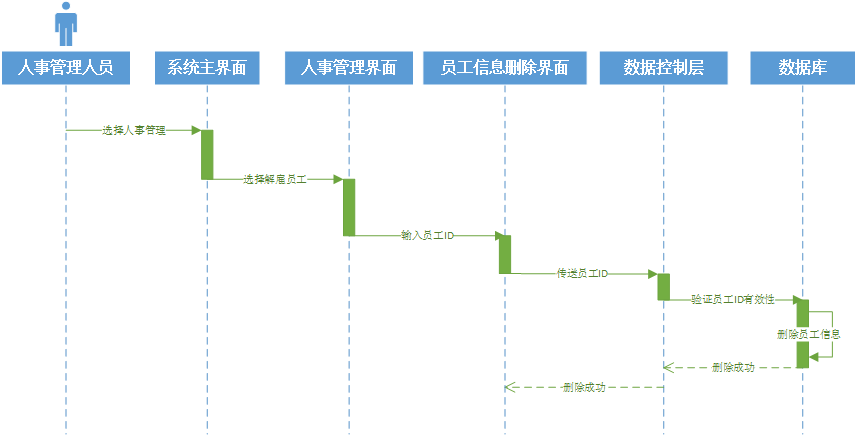 人事管理人员
系统主界面
人事管理界面
员工信息删除界面
数据控制层
数据库
选择人事管理
选择解雇员工
输入员工ID
传送员工ID
验证员工ID有效性
删除员工信息
删除成功
删除成功